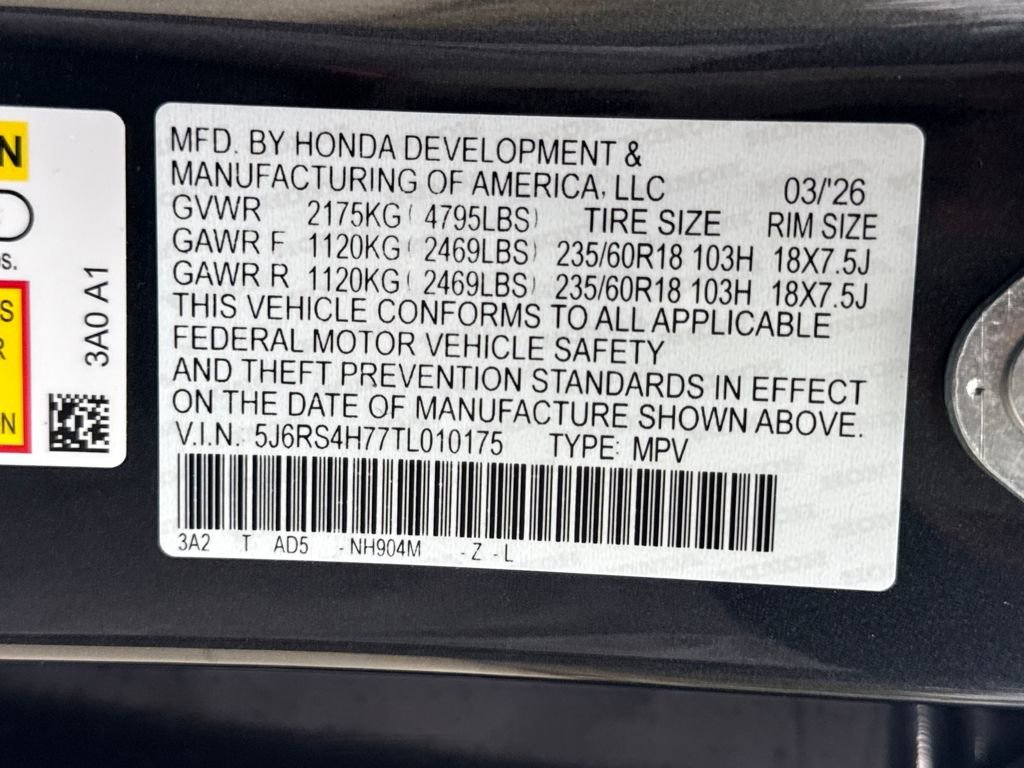 MFD. BY HONDA DEVELOPMENT &
MANUFACTURING OF AMERICA, LLC 03/'26
GVWR 2175KG ( 4795LBS) TIRE SIZE RIM SIZE
GAWR F 1120KG ( 2469LBS) 235/60R18 103H 18X7.5J
GAWR R 1120KG ( 2469LBS) 235/60R18 103H 18X7.5J
THIS VEHICLE CONFORMS TO ALL APPLICABLE
FEDERAL MOTOR VEHICLE SAFETY
AND THEFT PREVENTION STANDARDS IN EFFECT
ON THE DATE OF MANUFACTURE SHOWN ABOVE.
V.I.N. 5J6RS4H77TL010175 TYPE: MPV
3A2 T AD5 -NH904M -Z -L
3A0 A1